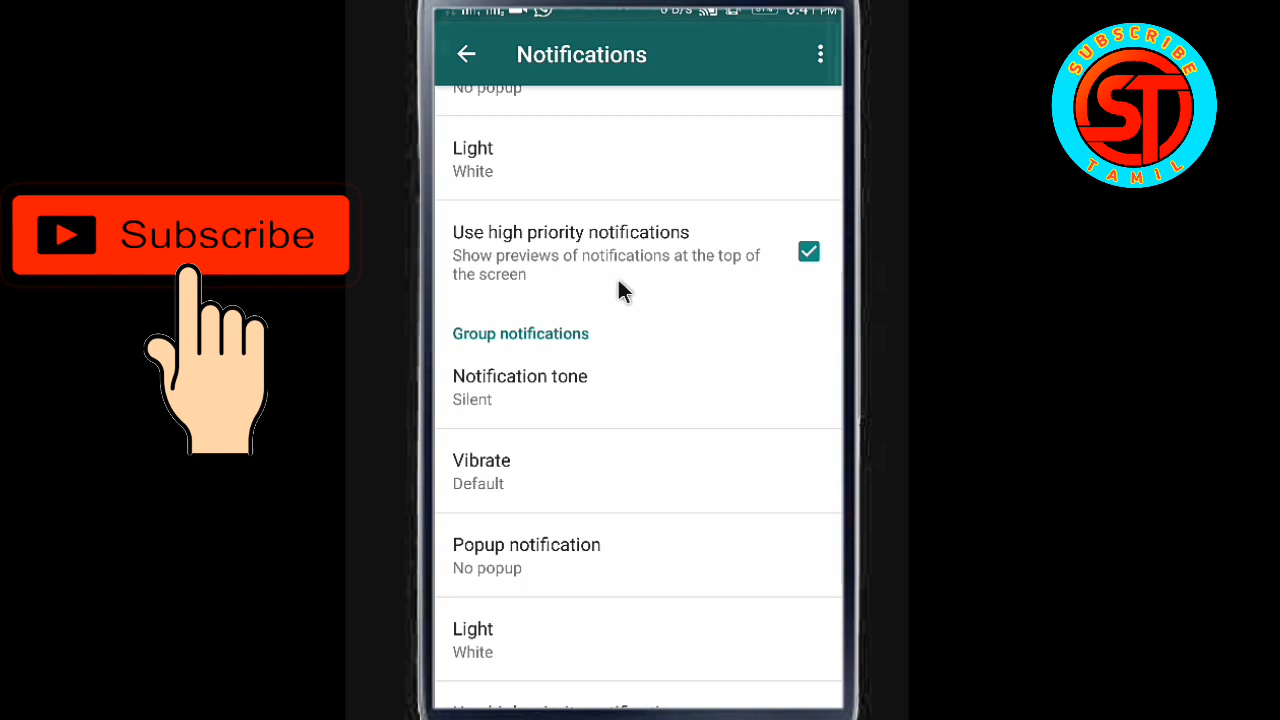 Notifications
No popup
Light
White
Use high priority notifications
Show previews of notifications at the top of
the screen
Group notifications
Notification tone
Silent
Vibrate
Default
Popup notification
No popup
Light
White
Subscribe
SUBSCRIBE
ST
TAMIL